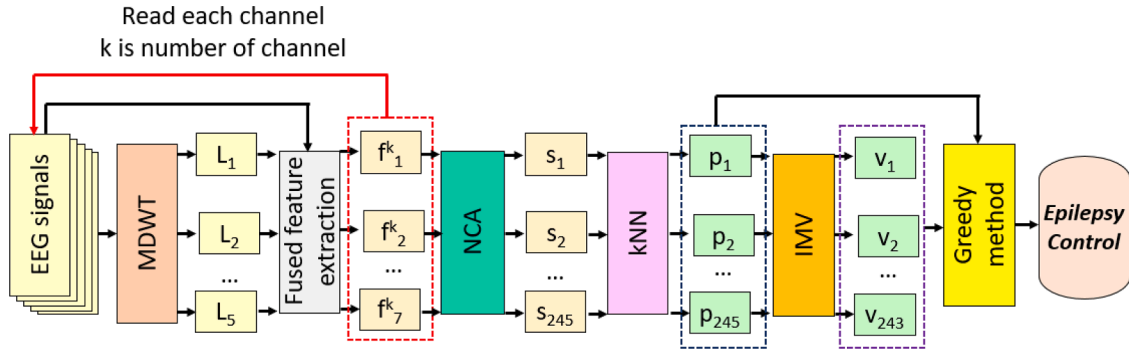 Read each channel
k is number of channel
EEG signals
MDWT
L1
L2
...
L5
Fused feature
extraction
fk1
fk2
...
fk7
NCA
s1
s2
...
s245
kNN
p1
p2
...
p245
IMV
v1
v2
...
v243
Greedy
method
Epilepsy
Control